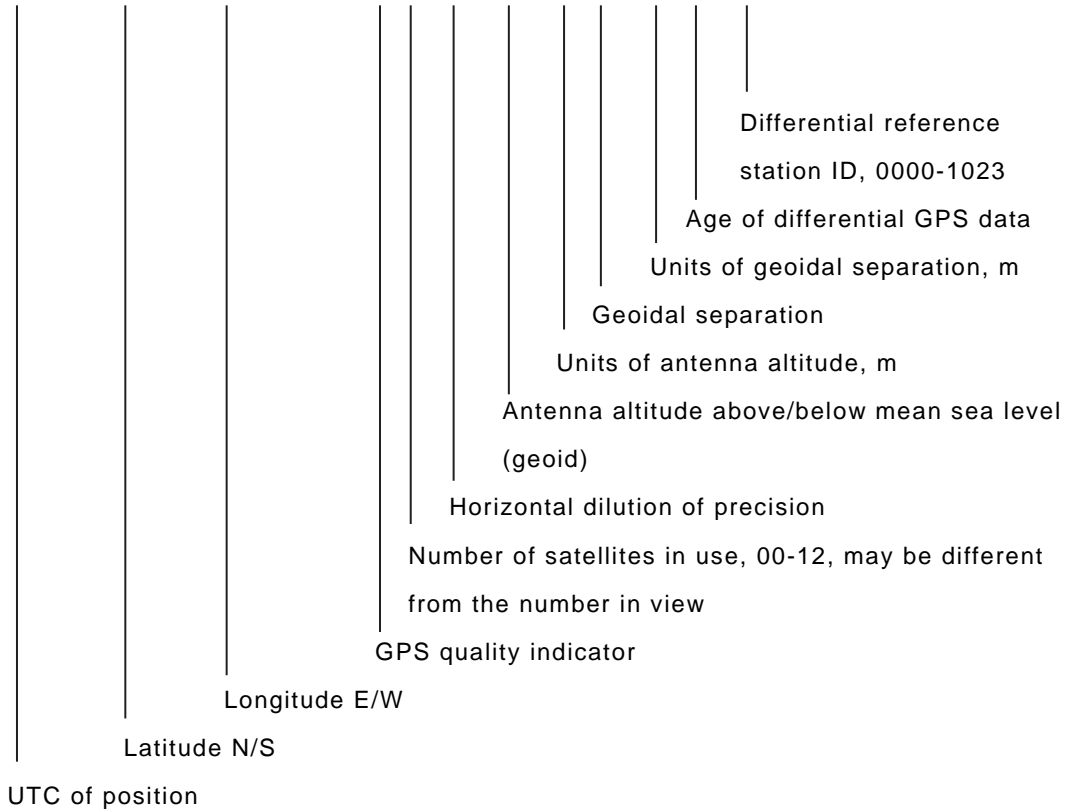 Differential reference
station ID, 0000-1023
Age of differential GPS data
Units of geoidal separation, m
Geoidal separation
Units of antenna altitude, m
Antenna altitude above/below mean sea level
(geoid)
Horizontal dilution of precision
Number of satellites in use, 00-12, may be different
from the number in view
GPS quality indicator
Longitude E/W
Latitude N/S
UTC of position